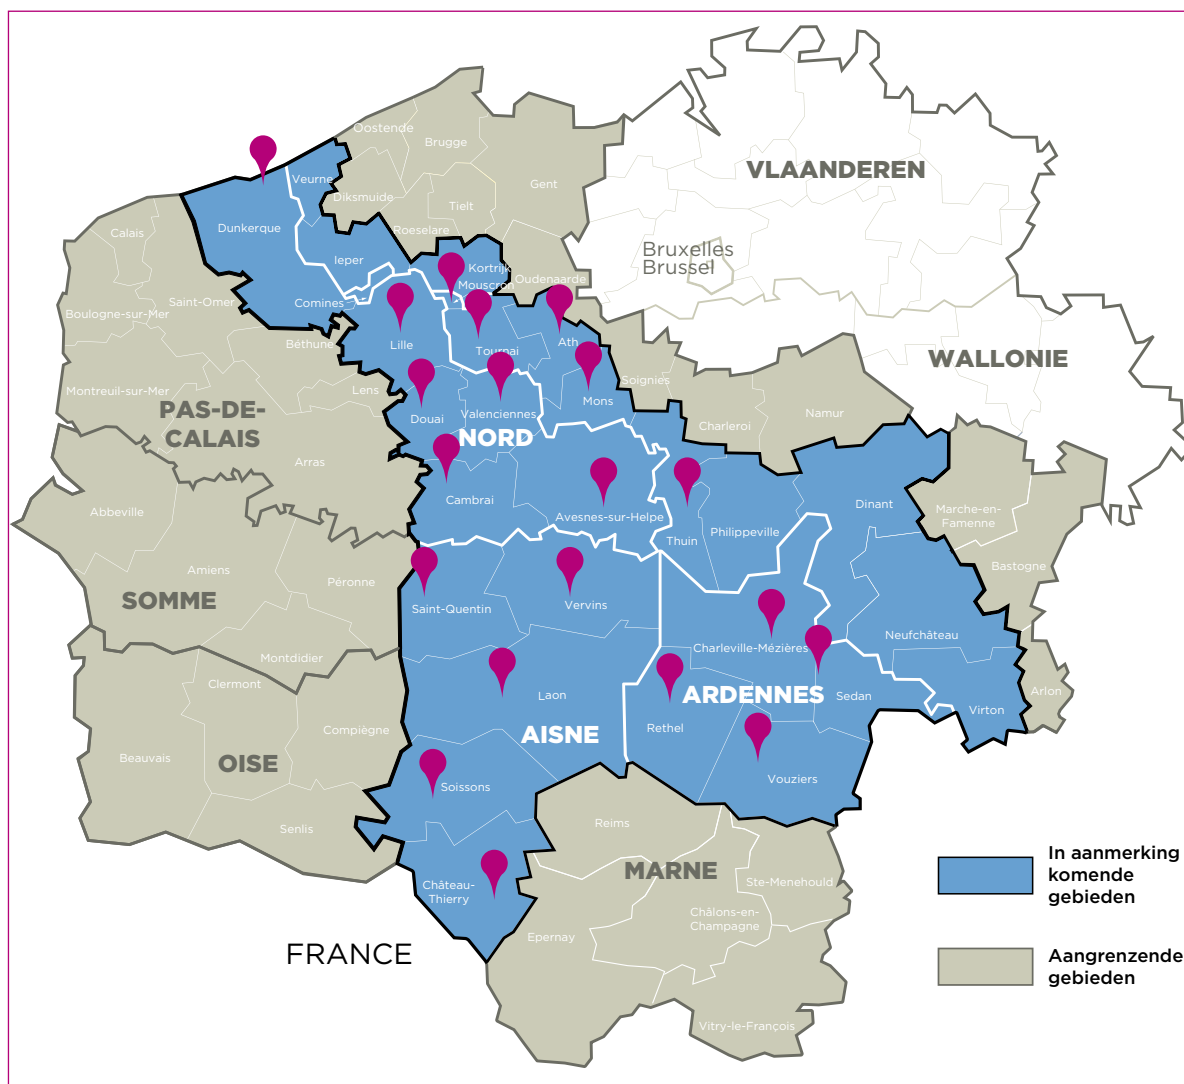 Oostende
Brugge
VLAANDEREN
Veurne
Gent
Diksmuide
Tielt
Dunkerque
Calais
Roeselare
Bruxelles
Brussel
Ieper
Kortrijk
Oudenaarde
Mouscron
Saint-Omer
Comines
Boulogne-sur-Mer
Béthune
Lille
Tournai
Ath
WALLONIE
Soignies
Montreuil-sur-Mer
Lens
Mons
PAS-DE-
CALAIS
Douai
Valenciennes
Namur
Charleroi
NORD
Arras
Cambrai
Abbeville
Avesnes-sur-Helpe
Dinant
Marche-en-
Famenne
Philippeville
Thuin
Bastogne
Amiens
Péronne
SOMME
Saint-Quentin
Vervins
Neufchâteau
Charleville-Mézières
Montdidier
Clermont
Laon
ARDENNES
Sedan
Arlon
Virton
Compiègne
Rethel
AISNE
Beauvais
OISE
Vouziers
Soissons
Senlis
Reims
MARNE
Château-
Thierry
Ste-Menehould
Châlons-en-
Champagne
Epernay
FRANCE
Vitry-le-François
In aanmerking
komende
gebieden
Aangrenzende
gebieden